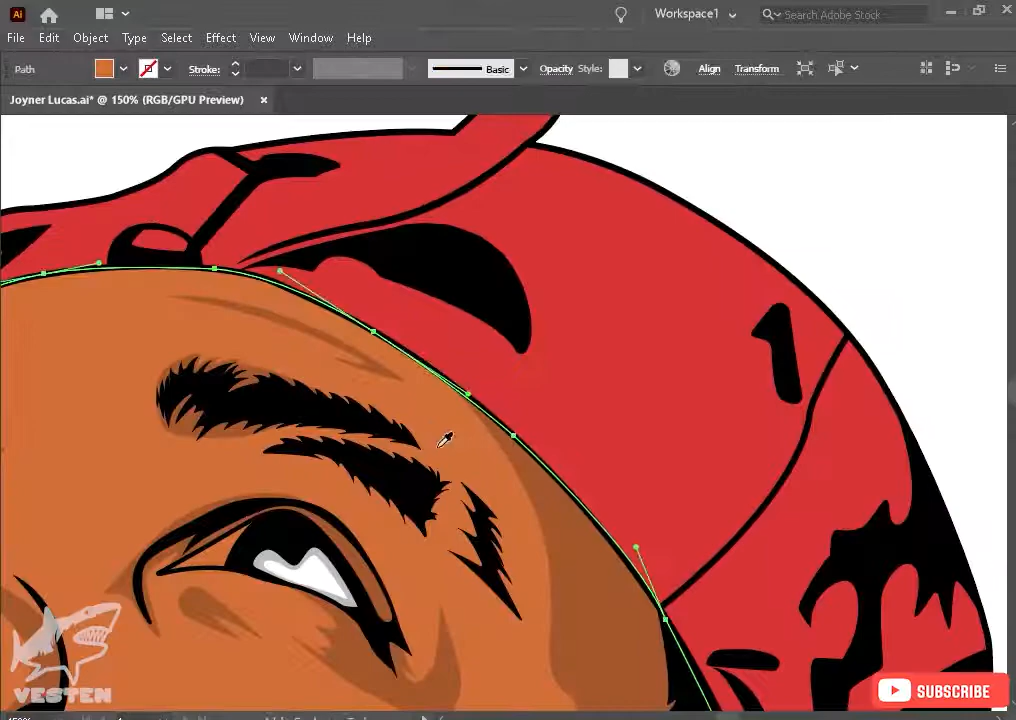 Ai
Workspace1
Search Adobe Stock
File Edit Object Type Select Effect View Window Help
Path
Stroke:
Basic
Opacity Style:
Align
Transform
Joyner Lucas.ai* @ 150% (RGB/GPU Preview)
VESTEN
SUBSCRIBE